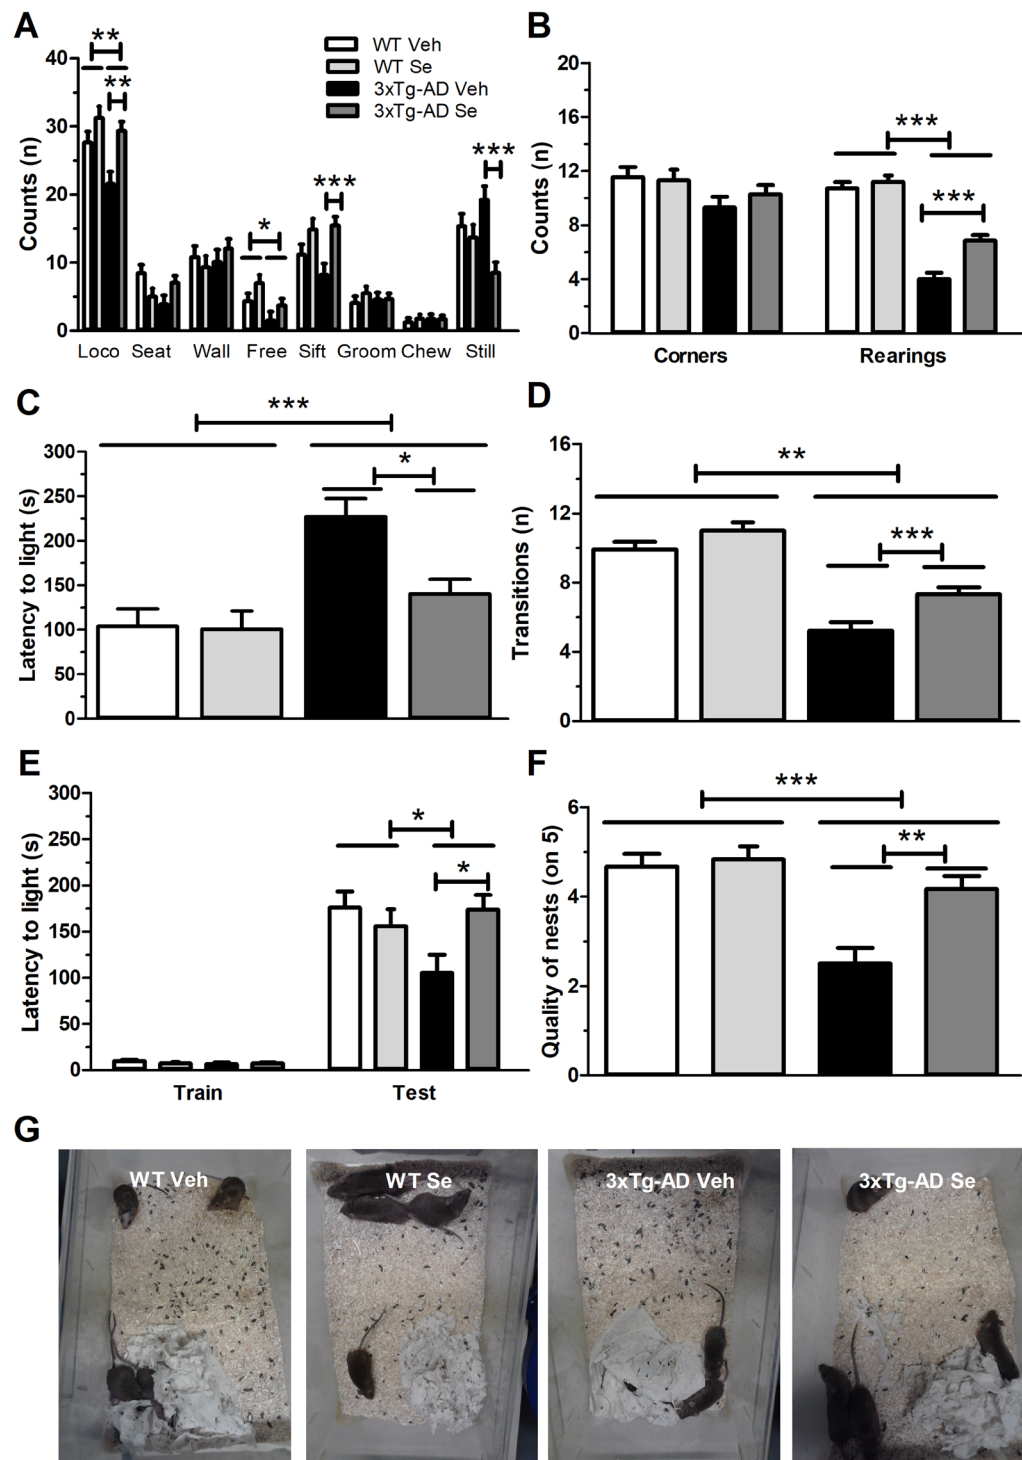 A
**
**
***
*
***
WT Veh
WT Se
3xTg-AD Veh
3xTg-AD Se
Counts (n)
40
30
20
10
0
Loco Seat Wall Free Sift Groom Chew Still
B
***
***
Counts (n)
20
16
12
8
4
0
Corners Rearings
C
***
*
Latency to light (s)
300
250
200
150
100
50
0
D
**
***
Transitions (n)
16
12
8
4
0
E
*
*
Latency to light (s)
300
250
200
150
100
50
0
Train Test
F
***
**
Quality of nests (on 5)
6
4
2
0
G
WT Veh
WT Se
3xTg-AD Veh
3xTg-AD Se